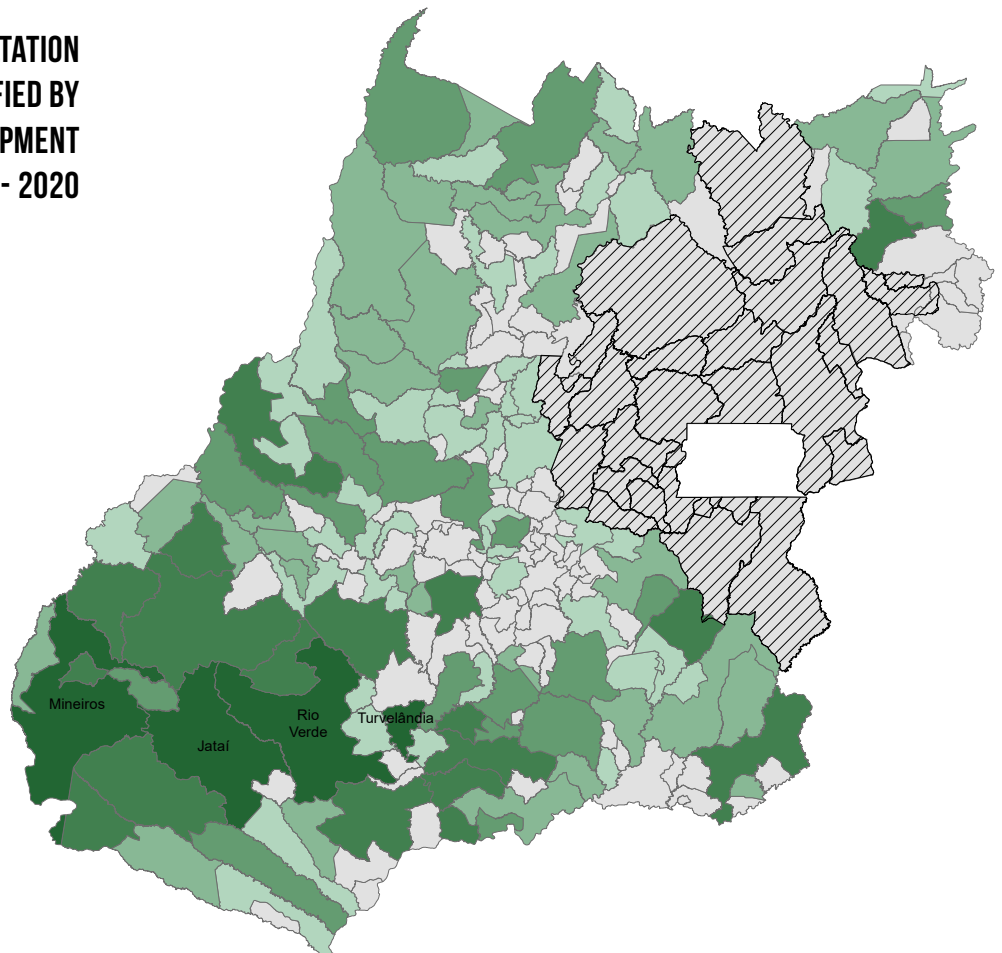 TATION
FIED BY
PMENT
- 2020
Mineiros
Rio
Verde
Turvelândia
Jataí